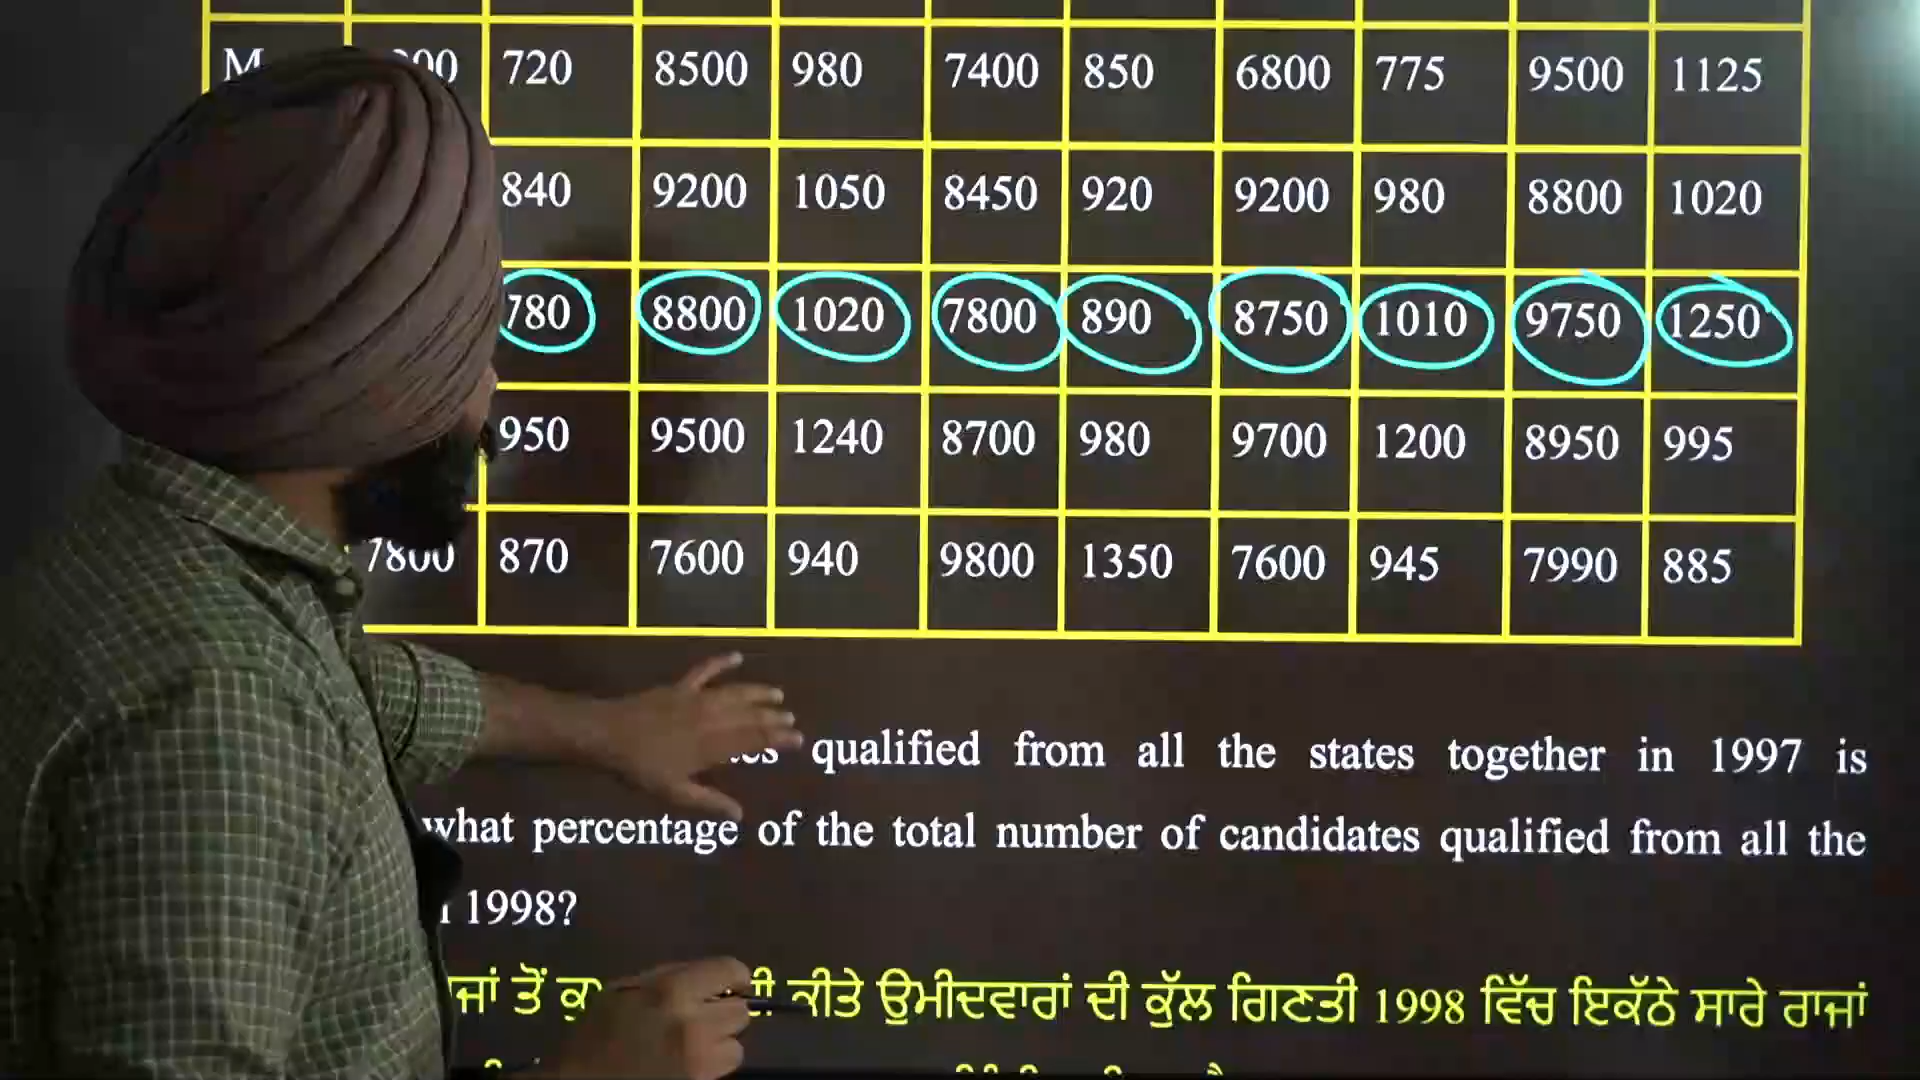 M 720 8500 980 7400 850 6800 775 9500 1125
840 9200 1050 8450 920 9200 980 8800 1020
780 8800 1020 7800 890 8750 1010 9750 1250
950 9500 1240 8700 980 9700 1200 8950 995
7800 870 7600 940 9800 1350 7600 945 7990 885
qualified from all the states together in 1997 is
what percentage of the total number of candidates qualified from all the
1998?
ਤੋਂ ਕੀਤੇ ਉਮੀਦਵਾਰਾਂ ਦੀ ਕੁੱਲ ਗਿਣਤੀ 1998 ਵਿੱਚ ਇਕੱਠੇ ਸਾਰੇ ਰਾਜਾਂ